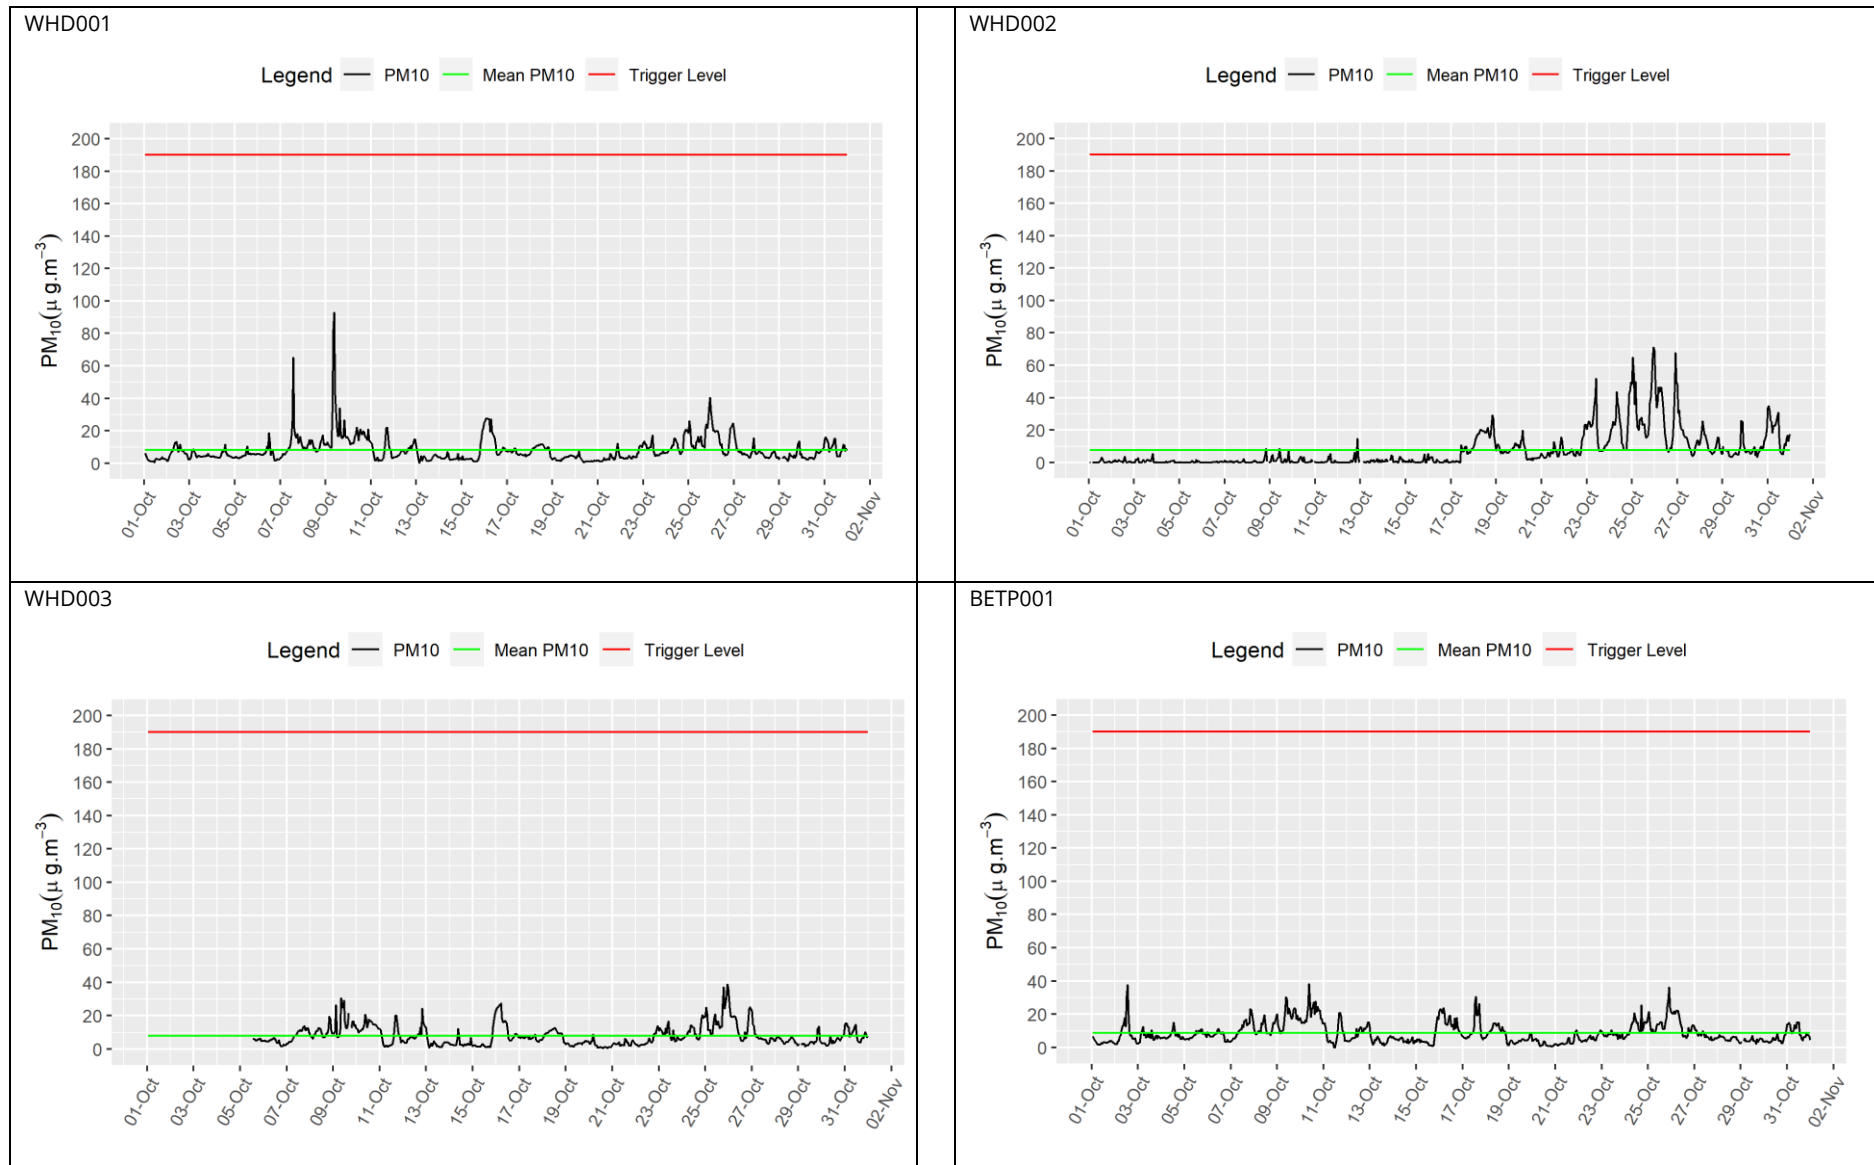 WHD001
Legend PM10 Mean PM10 Trigger Level
200
180
160
140
120
100
80
60
40
20
0
PM10(μ g.m−3)
01-Oct 03-Oct 05-Oct 07-Oct 09-Oct 11-Oct 13-Oct 15-Oct 17-Oct 19-Oct 21-Oct 23-Oct 25-Oct 27-Oct 29-Oct 31-Oct 02-Nov
WHD002
Legend PM10 Mean PM10 Trigger Level
200
180
160
140
120
100
80
60
40
20
0
PM10(μ g.m−3)
01-Oct 03-Oct 05-Oct 07-Oct 09-Oct 11-Oct 13-Oct 15-Oct 17-Oct 19-Oct 21-Oct 23-Oct 25-Oct 27-Oct 29-Oct 31-Oct 02-Nov
WHD003
Legend PM10 Mean PM10 Trigger Level
200
180
160
140
120
100
80
60
40
20
0
PM10(μ g.m−3)
01-Oct 03-Oct 05-Oct 07-Oct 09-Oct 11-Oct 13-Oct 15-Oct 17-Oct 19-Oct 21-Oct 23-Oct 25-Oct 27-Oct 29-Oct 31-Oct 02-Nov
BETP001
Legend PM10 Mean PM10 Trigger Level
200
180
160
140
120
100
80
60
40
20
0
PM10(μ g.m−3)
01-Oct 03-Oct 05-Oct 07-Oct 09-Oct 11-Oct 13-Oct 15-Oct 17-Oct 19-Oct 21-Oct 23-Oct 25-Oct 27-Oct 29-Oct 31-Oct 02-Nov